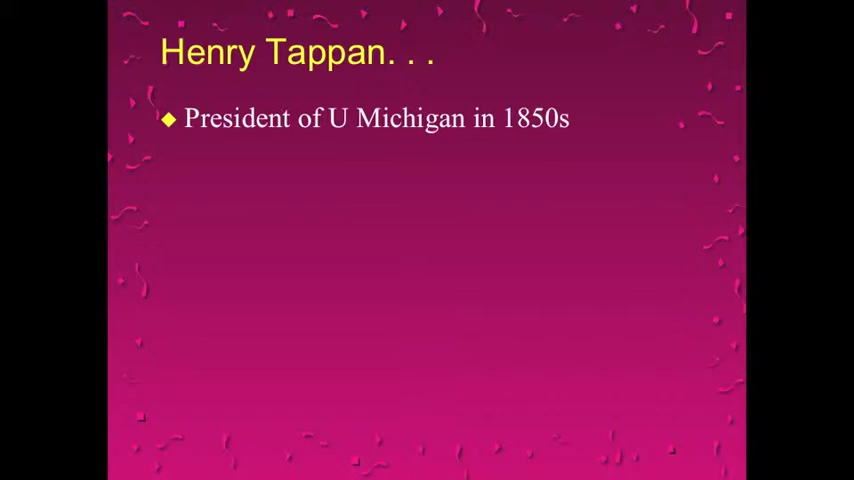 Henry Tappan. . .
President of U Michigan in 1850s